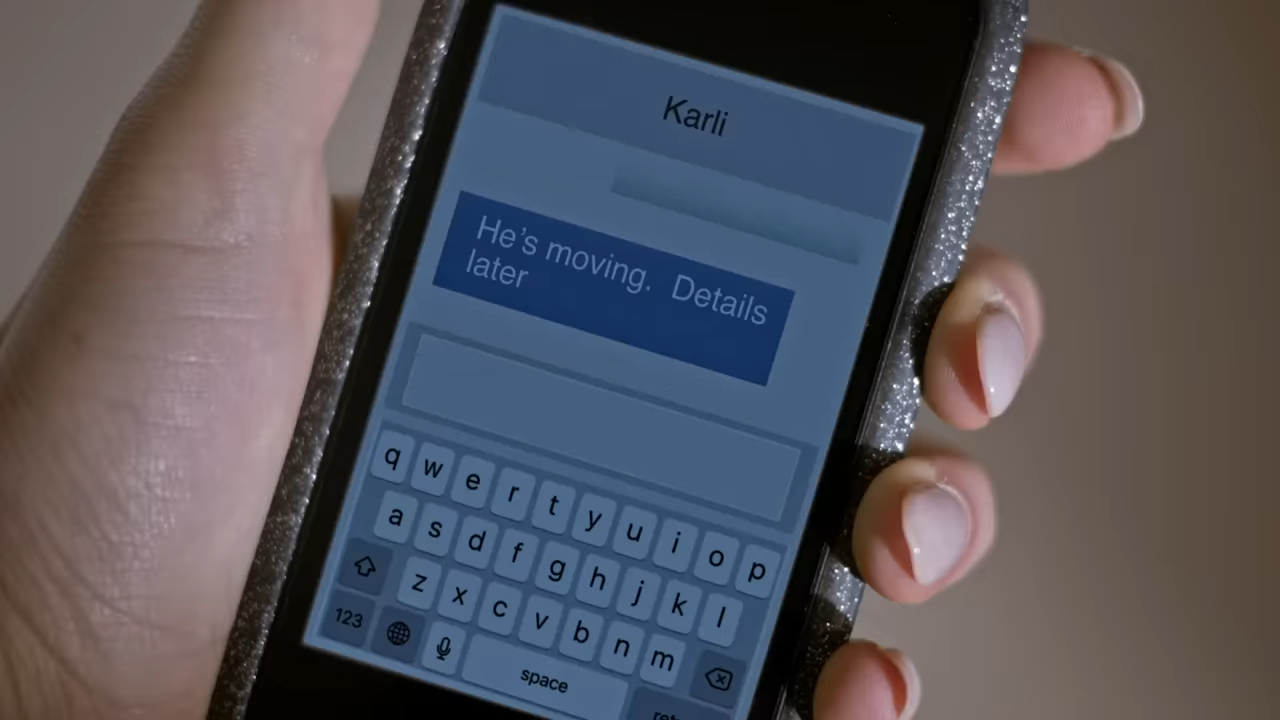 Karli
He's moving.  Details
later
q w e r t y u i o p
a s d f g h j k l
z x c v b n m
123 space